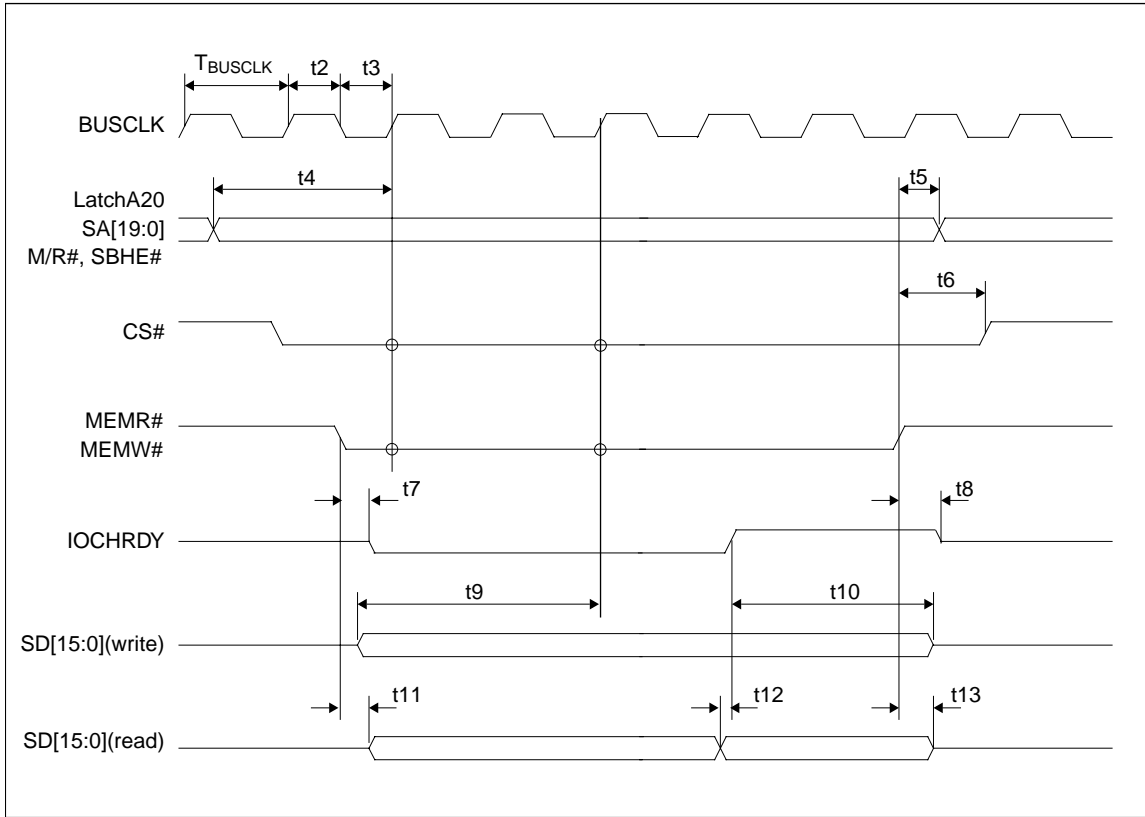 TBUSCLK
t2
t3
BUSCLK
t4
t5
LatchA20
SA[19:0]
M/R#, SBHE#
t6
CS#
MEMR#
MEMW#
t7
t8
IOCHRDY
t9
t10
SD[15:0](write)
t11
t12
t13
SD[15:0](read)